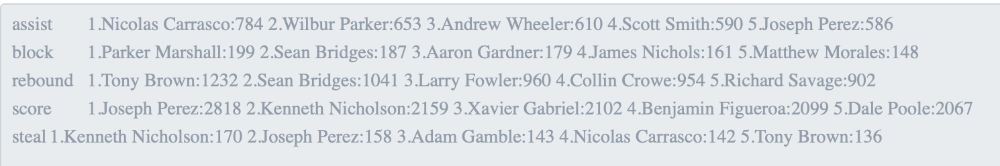 assist 1.Nicolas Carrasco:784 2.Wilbur Parker:653 3.Andrew Wheeler:610 4.Scott Smith:590 5.Joseph Perez:586
block 1.Parker Marshall:199 2.Sean Bridges:187 3.Aaron Gardner:179 4.James Nichols:161 5.Matthew Morales:148
rebound 1.Tony Brown:1232 2.Sean Bridges:1041 3.Larry Fowler:960 4.Collin Crowe:954 5.Richard Savage:902
score 1.Joseph Perez:2818 2.Kenneth Nicholson:2159 3.Xavier Gabriel:2102 4.Benjamin Figueroa:2099 5.Dale Poole:2067
steal 1.Kenneth Nicholson:170 2.Joseph Perez:158 3.Adam Gamble:143 4.Nicolas Carrasco:142 5.Tony Brown:136